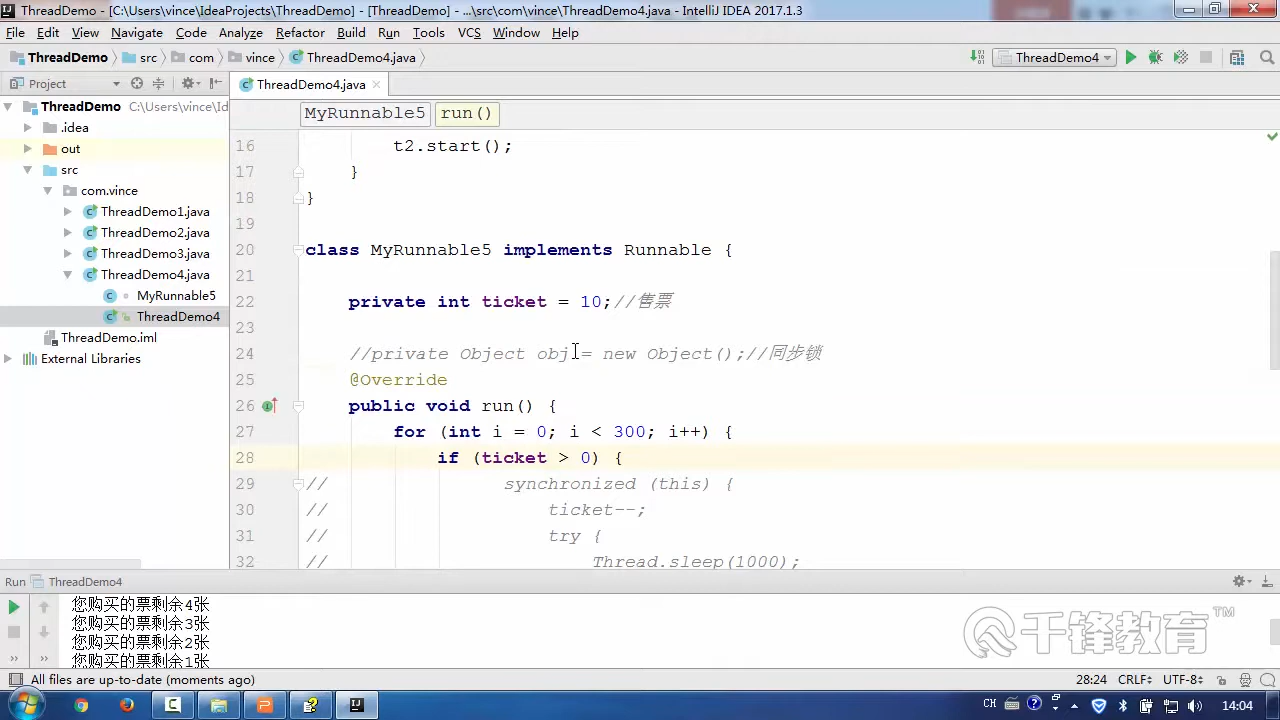 ThreadDemo - [C:\Users\vince\IdeaProjects\ThreadDemo] - [ThreadDemo] - ...\src\com\vince\ThreadDemo4.java - IntelliJ IDEA 2017.1.3
File Edit View Navigate Code Analyze Refactor Build Run Tools VCS Window Help
ThreadDemo src com vince ThreadDemo4.java ThreadDemo4
Project ThreadDemo4.java
ThreadDemo C:\Users\vince\Id
MyRunnable5 run()
.idea
out
src
com.vince
ThreadDemo1.java
ThreadDemo2.java
ThreadDemo3.java
ThreadDemo4.java
MyRunnable5
ThreadDemo4
ThreadDemo.iml
External Libraries
16 t2.start();
17 }
18 }
19
20 class MyRunnable5 implements Runnable {
21
22 private int ticket = 10;//售票
23
24 //private Object obj = new Object();//同步锁
25 @Override
26 public void run() {
27 for (int i = 0; i < 300; i++) {
28 if (ticket > 0) {
29 // synchronized (this) {
30 // ticket--;
31 // try {
32 // Thread.sleep(1000);
Run ThreadDemo4
您购买的票剩余4张
您购买的票剩余3张
您购买的票剩余2张
您购买的票剩余1张
千锋教育™
All files are up-to-date (moments ago) 28:24 CRLF UTF-8
CH 14:04